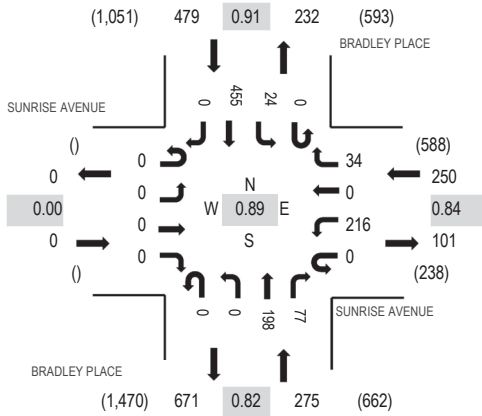 (1,051) 479 0.91 232 (593)
BRADLEY PLACE
0 455 24 0
SUNRISE AVENUE
() 0 34 (588)
0 0 0 250
N
0.00 0 W 0.89 E 216 0.84
S
0 0 0 101
() (238)
0 0 198 77
SUNRISE AVENUE
BRADLEY PLACE
(1,470) 671 0.82 275 (662)